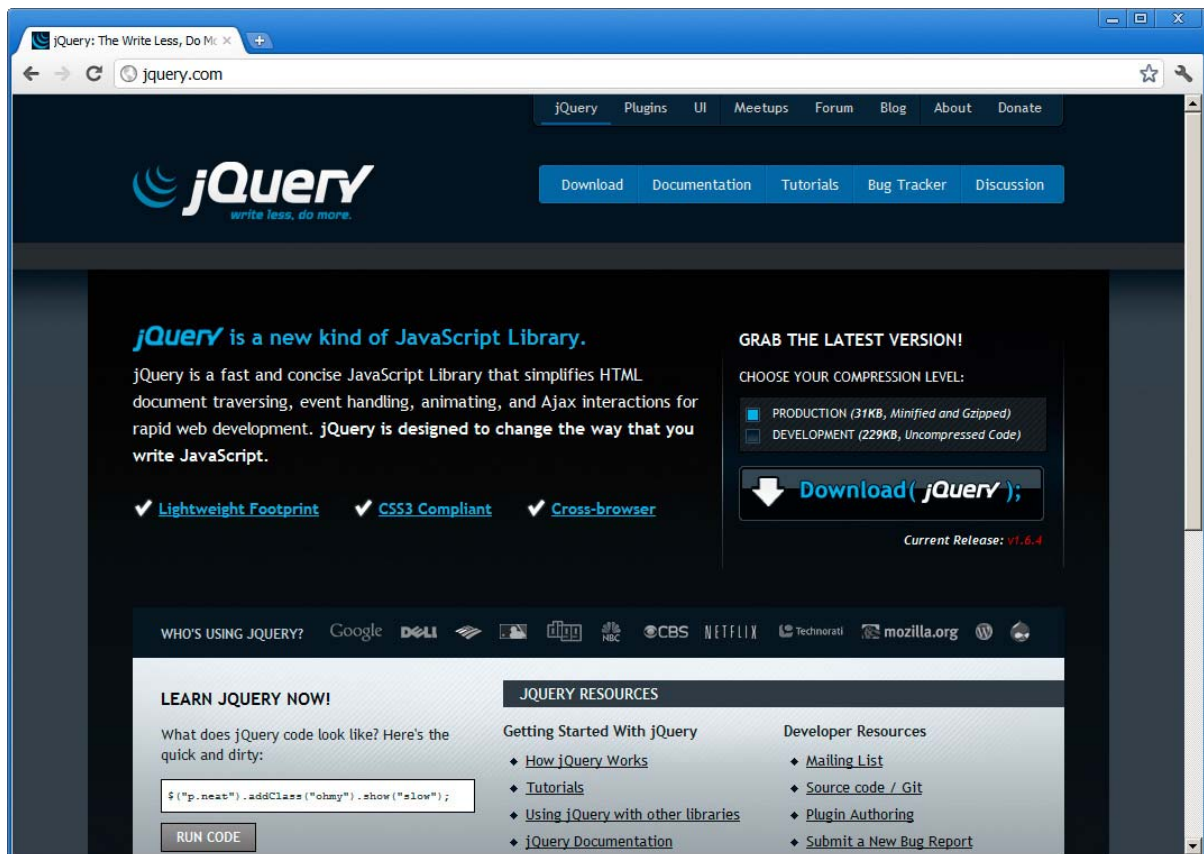 jQuery: The Write Less, Do Mo
jquery.com
jQuery Plugins UI Meetups Forum Blog About Donate
jQuery
write less, do more.
Download Documentation Tutorials Bug Tracker Discussion
jQuery is a new kind of JavaScript Library.
jQuery is a fast and concise JavaScript Library that simplifies HTML
document traversing, event handling, animating, and Ajax interactions for
rapid web development. jQuery is designed to change the way that you
write JavaScript.
Lightweight Footprint CSS3 Compliant Cross-browser
GRAB THE LATEST VERSION!
CHOOSE YOUR COMPRESSION LEVEL:
PRODUCTION (31KB, Minified and Gzipped)
DEVELOPMENT (229KB, Uncompressed Code)
Download( jQuery );
Current Release: v1.6.4
WHO'S USING JQUERY? Google DELL NBC CBS NETFLIX Technorati mozilla.org
LEARN JQUERY NOW!
What does jQuery code look like? Here's the
quick and dirty:
$("p.neat").addClass("ohmy").show("slow");
RUN CODE
JQUERY RESOURCES
Getting Started With jQuery
How jQuery Works
Tutorials
Using jQuery with other libraries
jQuery Documentation
Developer Resources
Mailing List
Source code / Git
Plugin Authoring
Submit a New Bug Report